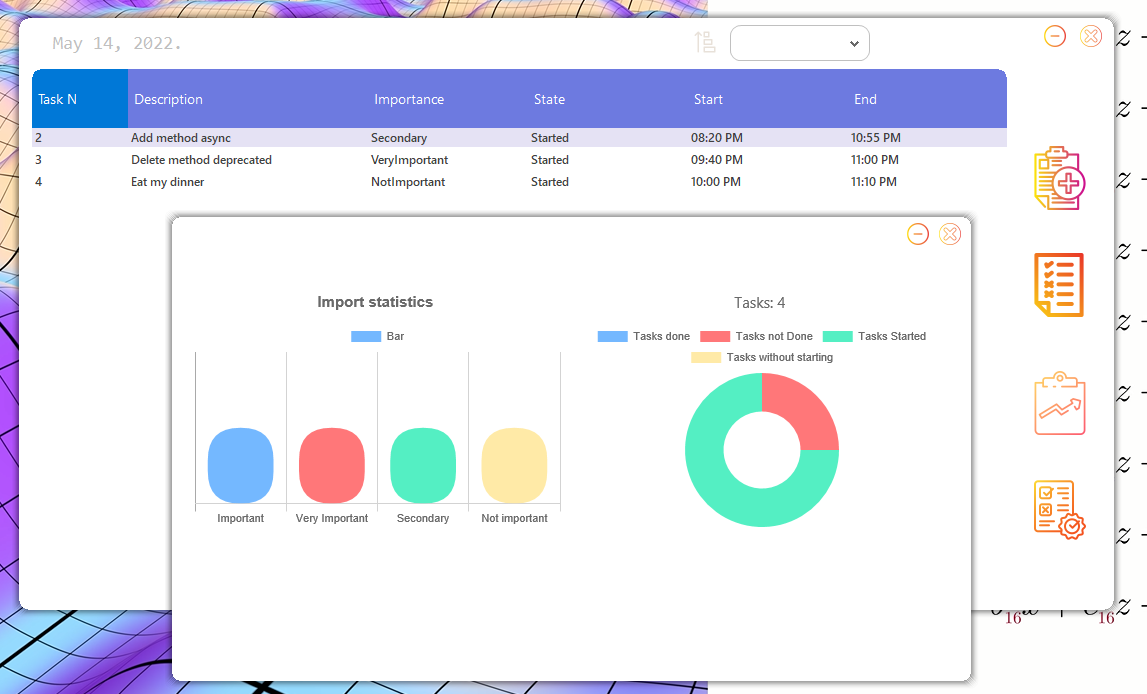 May 14, 2022.
Task N Description Importance State Start End
2 Add method async Secondary Started 08:20 PM 10:55 PM
3 Delete method deprecated VeryImportant Started 09:40 PM 11:00 PM
4 Eat my dinner NotImportant Started 10:00 PM 11:10 PM
Import statistics
Bar
Important Very Important Secondary Not important
Tasks: 4
Tasks done Tasks not Done Tasks Started
Tasks without starting
z -
z -
z -
z -
z -
z -
z -
z -
z -
16 16